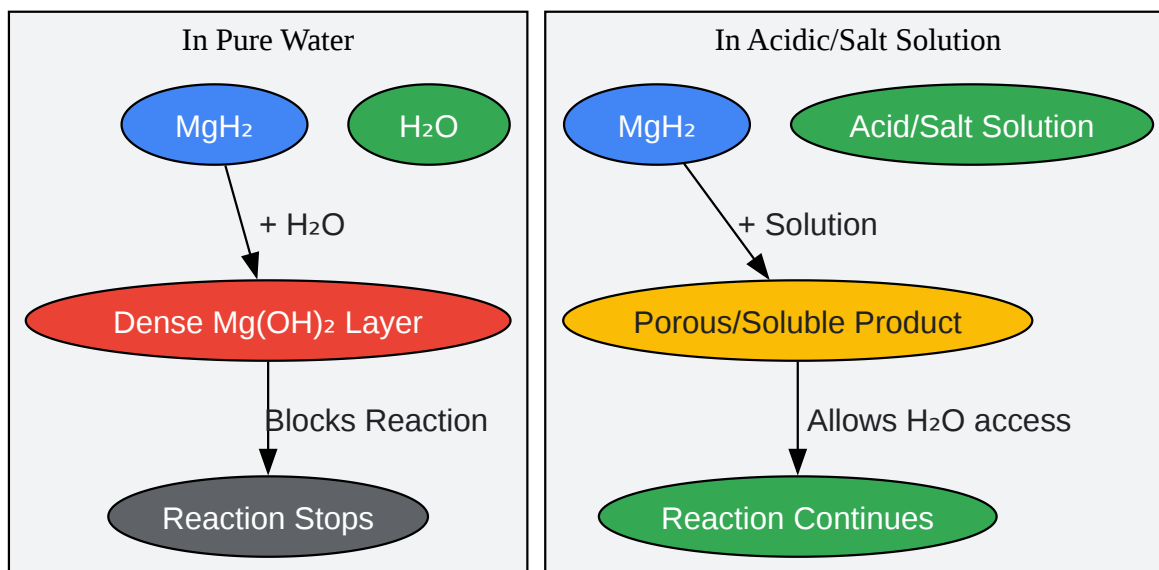 In Pure Water
MgH₂
H₂O
+ H₂O
Dense Mg(OH)₂ Layer
Blocks Reaction
Reaction Stops
In Acidic/Salt Solution
MgH₂
Acid/Salt Solution
+ Solution
Porous/Soluble Product
Allows H₂O access
Reaction Continues